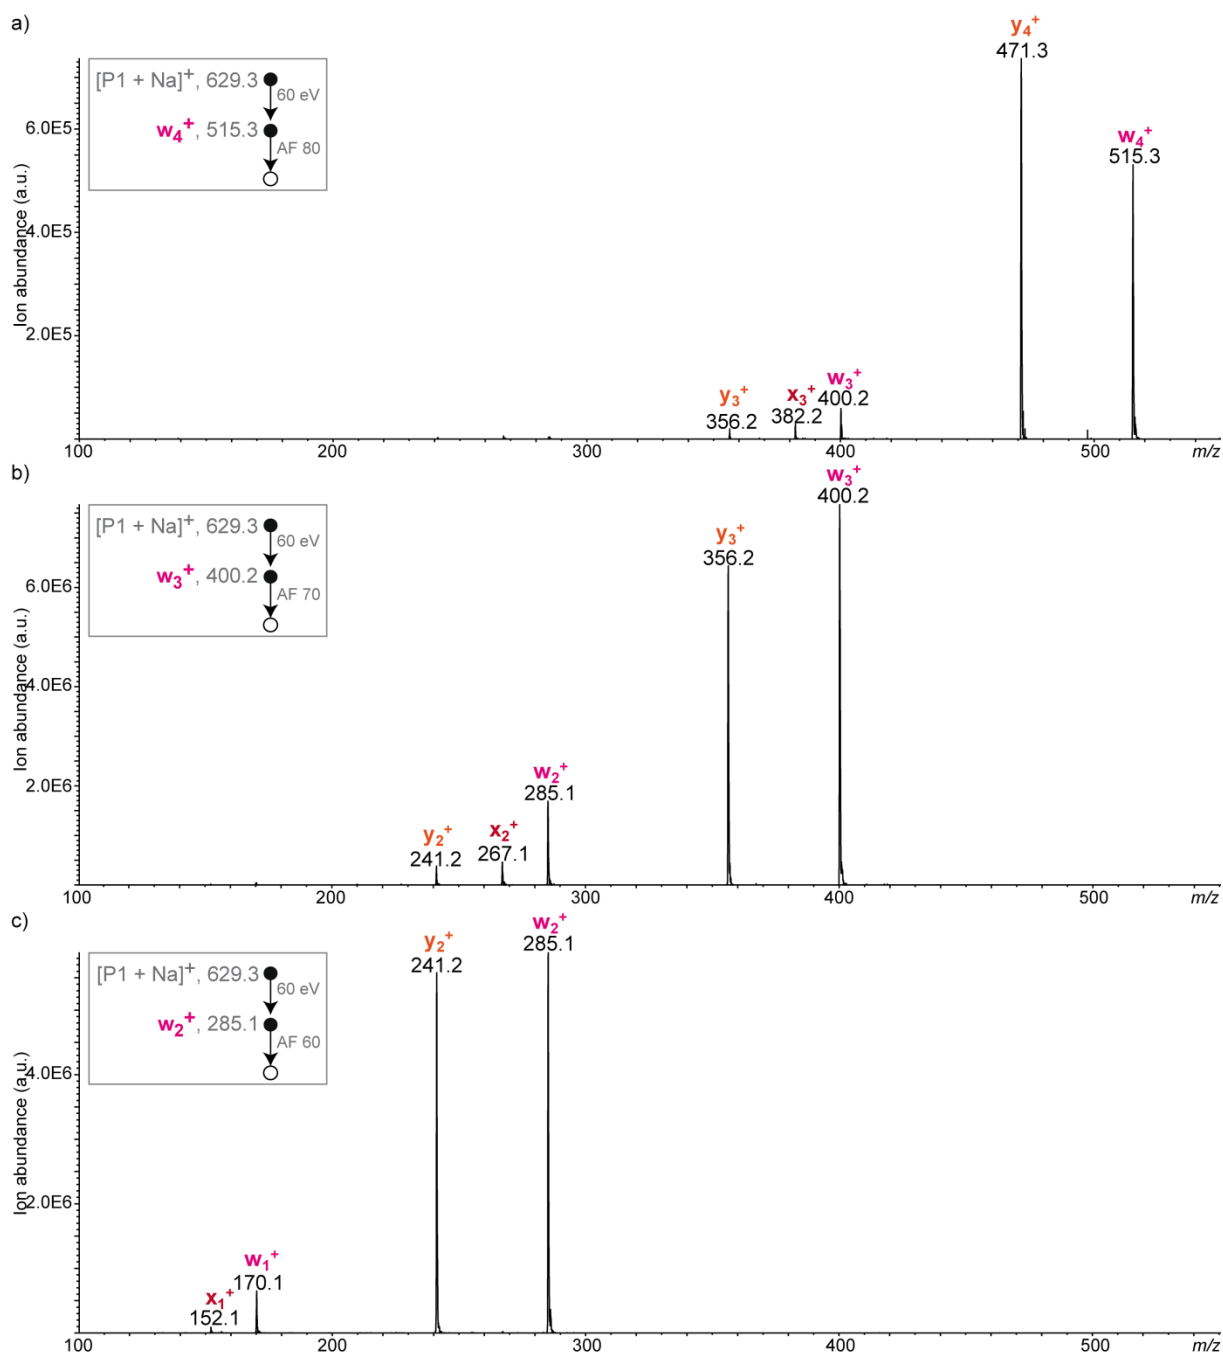 a)
y4+
471.3
[P1 + Na]+, 629.3
60 eV
w4+, 515.3
AF 80
w4+
515.3
6.0E5
4.0E5
2.0E5
Ion abundance (a.u.)
y3+
356.2
x3+
382.2
w3+
400.2
100 200 300 400 500 m/z
b)
w3+
400.2
[P1 + Na]+, 629.3
60 eV
w3+, 400.2
AF 70
y3+
356.2
6.0E6
4.0E6
2.0E6
Ion abundance (a.u.)
w2+
285.1
y2+
241.2
x2+
267.1
100 200 300 400 500 m/z
c)
y2+
241.2
w2+
285.1
[P1 + Na]+, 629.3
60 eV
w2+, 285.1
AF 60
4.0E6
2.0E6
Ion abundance (a.u.)
w1+
170.1
x1+
152.1
100 200 300 400 500 m/z